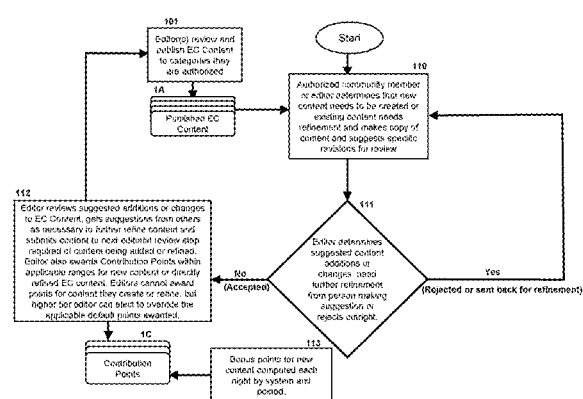 101
Editor(s) review and
publish EC Content
to categories they
are authorized
Start
1A
Published EC
Content
110
Authorized community member
or editor determines that new
content needs to be created or
existing content needs
refinement and makes copy of
content and suggests specific
revisions for review
112
Editor reviews suggested additions or changes
to EC Content, gets suggestions from others
as necessary to further refine content and
submits content to next editorial review step
required of content being added or refined.
Editor also awards Contribution Points within
applicable ranges for new content or directly
refined EC content. Editors cannot award
points for content they create or refine, but
higher tier editor can elect to override the
applicable default points awarded.
111
Editor determines
suggested content
additions or
changes need
further refinement
from person making
suggestion or
rejects outright.
No
(Accepted)
Yes
(Rejected or sent back for refinement)
1C
Contribution
Points
113
Bonus points for new
content computed each
night by system and
period.